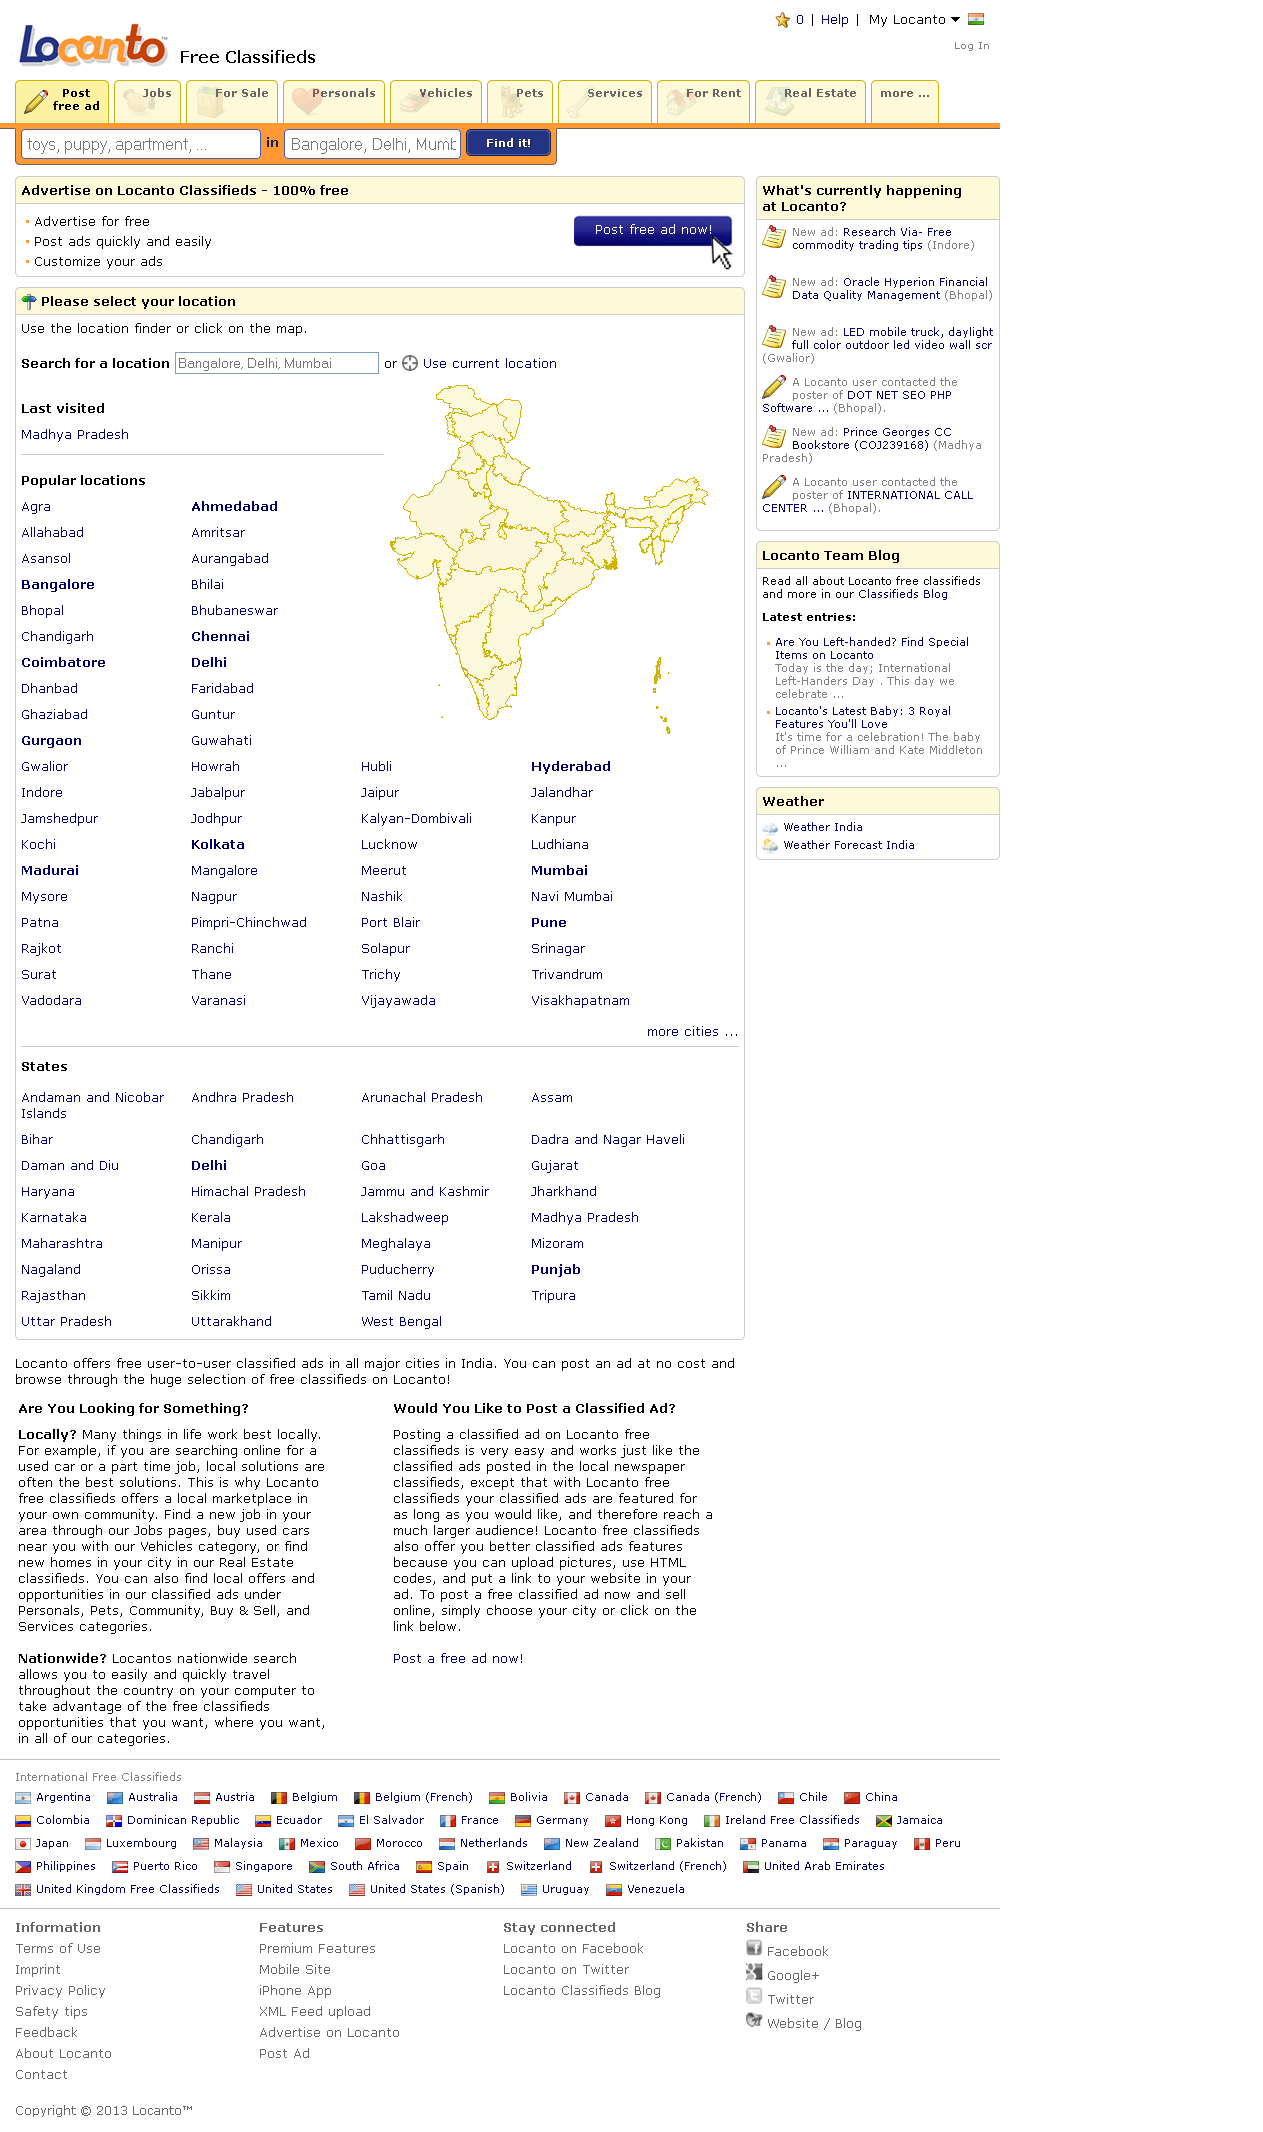 0 | Help | My Locanto
Log In
Locanto™ Free Classifieds
Post free ad
Jobs
For Sale
Personals
Vehicles
Pets
Services
For Rent
Real Estate
more ...
toys, puppy, apartment, ... in Bangalore, Delhi, Mumb Find it!
Advertise on Locanto Classifieds - 100% free
Advertise for free
Post ads quickly and easily
Customize your ads
Post free ad now!
Please select your location
Use the location finder or click on the map.
Search for a location Bangalore, Delhi, Mumbai or Use current location
Last visited
Madhya Pradesh
Popular locations
Agra Ahmedabad
Allahabad Amritsar
Asansol Aurangabad
Bangalore Bhilai
Bhopal Bhubaneswar
Chandigarh Chennai
Coimbatore Delhi
Dhanbad Faridabad
Ghaziabad Guntur
Gurgaon Guwahati
Gwalior Howrah Hubli Hyderabad
Indore Jabalpur Jaipur Jalandhar
Jamshedpur Jodhpur Kalyan-Dombivali Kanpur
Kochi Kolkata Lucknow Ludhiana
Madurai Mangalore Meerut Mumbai
Mysore Nagpur Nashik Navi Mumbai
Patna Pimpri-Chinchwad Port Blair Pune
Rajkot Ranchi Solapur Srinagar
Surat Thane Trichy Trivandrum
Vadodara Varanasi Vijayawada Visakhapatnam
more cities ...
States
Andaman and Nicobar Islands Andhra Pradesh Arunachal Pradesh Assam
Bihar Chandigarh Chhattisgarh Dadra and Nagar Haveli
Daman and Diu Delhi Goa Gujarat
Haryana Himachal Pradesh Jammu and Kashmir Jharkhand
Karnataka Kerala Lakshadweep Madhya Pradesh
Maharashtra Manipur Meghalaya Mizoram
Nagaland Orissa Puducherry Punjab
Rajasthan Sikkim Tamil Nadu Tripura
Uttar Pradesh Uttarakhand West Bengal
What's currently happening
at Locanto?
New ad: Research Via- Free
commodity trading tips (Indore)
New ad: Oracle Hyperion Financial
Data Quality Management (Bhopal)
New ad: LED mobile truck, daylight
full color outdoor led video wall scr
(Gwalior)
A Locanto user contacted the
poster of DOT NET SEO PHP
Software ... (Bhopal).
New ad: Prince Georges CC
Bookstore (COJ239168) (Madhya
Pradesh)
A Locanto user contacted the
poster of INTERNATIONAL CALL
CENTER ... (Bhopal).
Locanto Team Blog
Read all about Locanto free classifieds
and more in our Classifieds Blog
Latest entries:
Are You Left-handed? Find Special
Items on Locanto
Today is the day; International
Left-Handers Day . This day we
celebrate ...
Locanto's Latest Baby: 3 Royal
Features You'll Love
It's time for a celebration! The baby
of Prince William and Kate Middleton
...
Weather
Weather India
Weather Forecast India
Locanto offers free user-to-user classified ads in all major cities in India. You can post an ad at no cost and
browse through the huge selection of free classifieds on Locanto!
Are You Looking for Something?
Locally? Many things in life work best locally.
For example, if you are searching online for a
used car or a part time job, local solutions are
often the best solutions. This is why Locanto
free classifieds offers a local marketplace in
your own community. Find a new job in your
area through our Jobs pages, buy used cars
near you with our Vehicles category, or find
new homes in your city in our Real Estate
classifieds. You can also find local offers and
opportunities in our classified ads under
Personals, Pets, Community, Buy & Sell, and
Services categories.
Nationwide? Locantos nationwide search
allows you to easily and quickly travel
throughout the country on your computer to
take advantage of the free classifieds
opportunities that you want, where you want,
in all of our categories.
Would You Like to Post a Classified Ad?
Posting a classified ad on Locanto free
classifieds is very easy and works just like the
classified ads posted in the local newspaper
classifieds, except that with Locanto free
classifieds your classified ads are featured for
as long as you would like, and therefore reach a
much larger audience! Locanto free classifieds
also offer you better classified ads features
because you can upload pictures, use HTML
codes, and put a link to your website in your
ad. To post a free classified ad now and sell
online, simply choose your city or click on the
link below.
Post a free ad now!
International Free Classifieds
Argentina Australia Austria Belgium Belgium (French) Bolivia Canada Canada (French) Chile China
Colombia Dominican Republic Ecuador El Salvador France Germany Hong Kong Ireland Free Classifieds Jamaica
Japan Luxembourg Malaysia Mexico Morocco Netherlands New Zealand Pakistan Panama Paraguay Peru
Philippines Puerto Rico Singapore South Africa Spain Switzerland Switzerland (French) United Arab Emirates
United Kingdom Free Classifieds United States United States (Spanish) Uruguay Venezuela
Information
Terms of Use
Imprint
Privacy Policy
Safety tips
Feedback
About Locanto
Contact
Features
Premium Features
Mobile Site
iPhone App
XML Feed upload
Advertise on Locanto
Post Ad
Stay connected
Locanto on Facebook
Locanto on Twitter
Locanto Classifieds Blog
Share
Facebook
Google+
Twitter
Website / Blog
Copyright © 2013 Locanto™